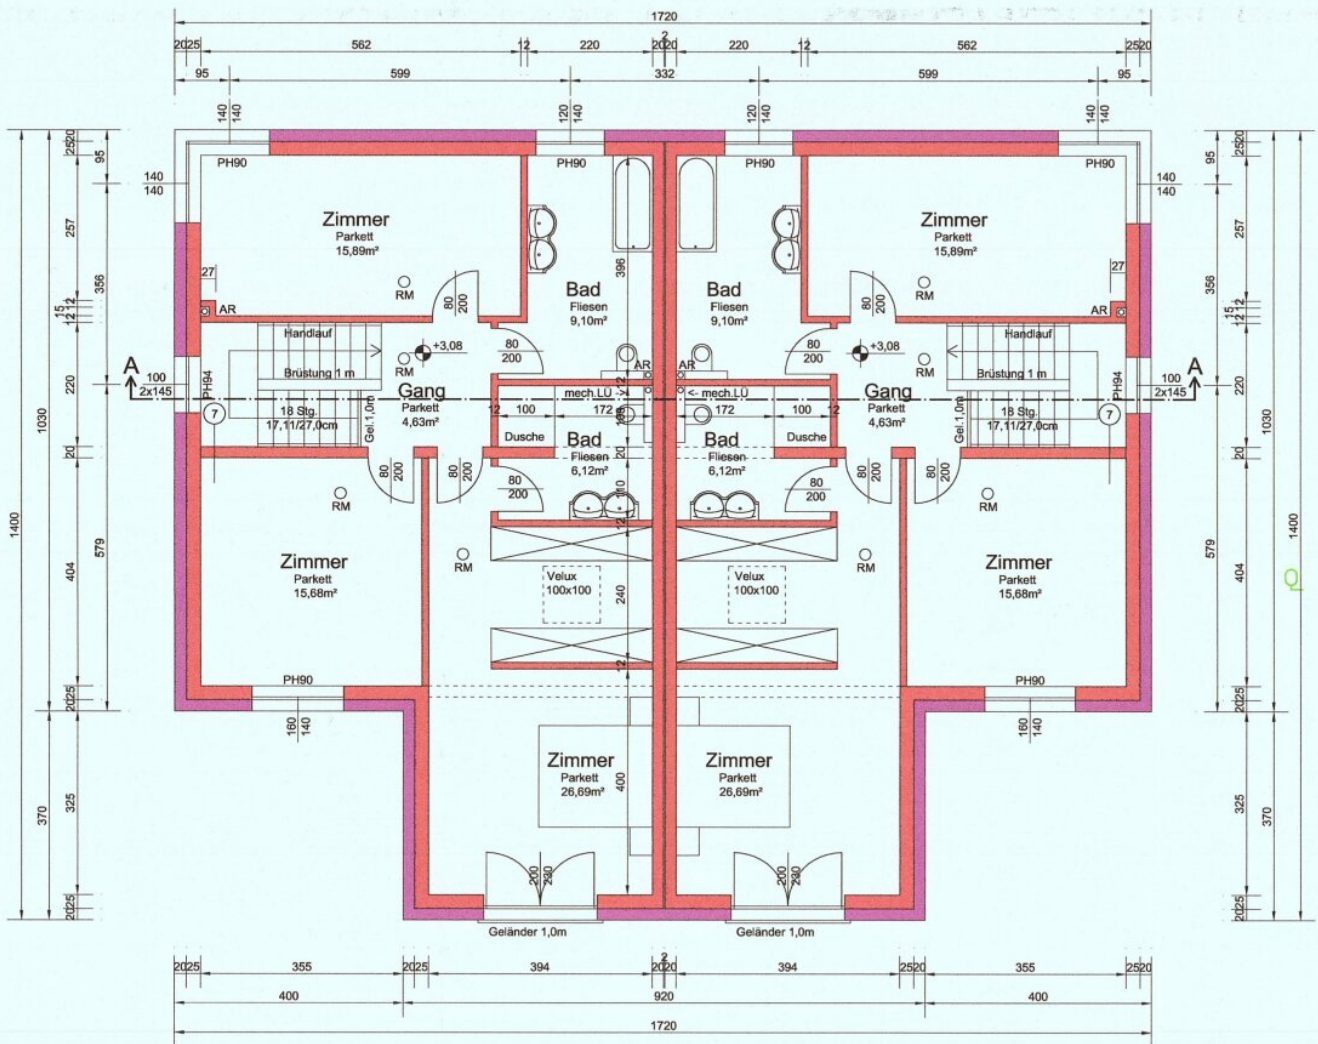 1720
2
20 25 562 12 220 20 20 220 12 562 25 20
95 599 332 599 95
140 140 120 140 120 140 140 140
PH90 PH90 PH90 PH90
140 140
140 140
25 20 95 257 356 12 15 12 220 1030 20 1400 404 579 20 25 370 325 20 25
Zimmer Zimmer
Parkett Parkett
15,89m² 15,89m²
27 27
396
Bad Bad
Fliesen Fliesen
9,10m² 9,10m²
RM RM
80 200 80 200
AR AR
Handlauf Handlauf
+3,08 +3,08
80 200 80 200
RM RM
AR AR
A A
100 100
2x145 2x145
PH94 PH94
Brüstung 1 m Brüstung 1 m
Gang Gang
Parkett Parkett
4,63m² 4,63m²
mech.LÜ -> <- mech.LÜ
12
12 100 172 172 100 12
7 7
18 Stg. 18 Stg.
17,11/27,0cm 17,11/27,0cm
Gel.1,0m Gel.1,0m
Dusche Dusche
Bad Bad
Fliesen Fliesen
6,12m² 6,12m²
20
80 200 80 200 80 200 80 200
80 200 80 200
110
12
RM RM
RM RM
Zimmer Zimmer
Parkett Parkett
15,68m² 15,68m²
Velux Velux
100x100 100x100
240
12
PH90 PH90
160 140 160 140
Zimmer Zimmer
Parkett Parkett
26,69m² 26,69m²
400
200 230 200 230
Geländer 1,0m Geländer 1,0m
25 20 95 257 356 12 15 12 220 1030 20 1400 404 579 20 25 370 325 20 25
2
20 25 355 20 25 394 20 20 394 25 20 355 25 20
400 920 400
1720